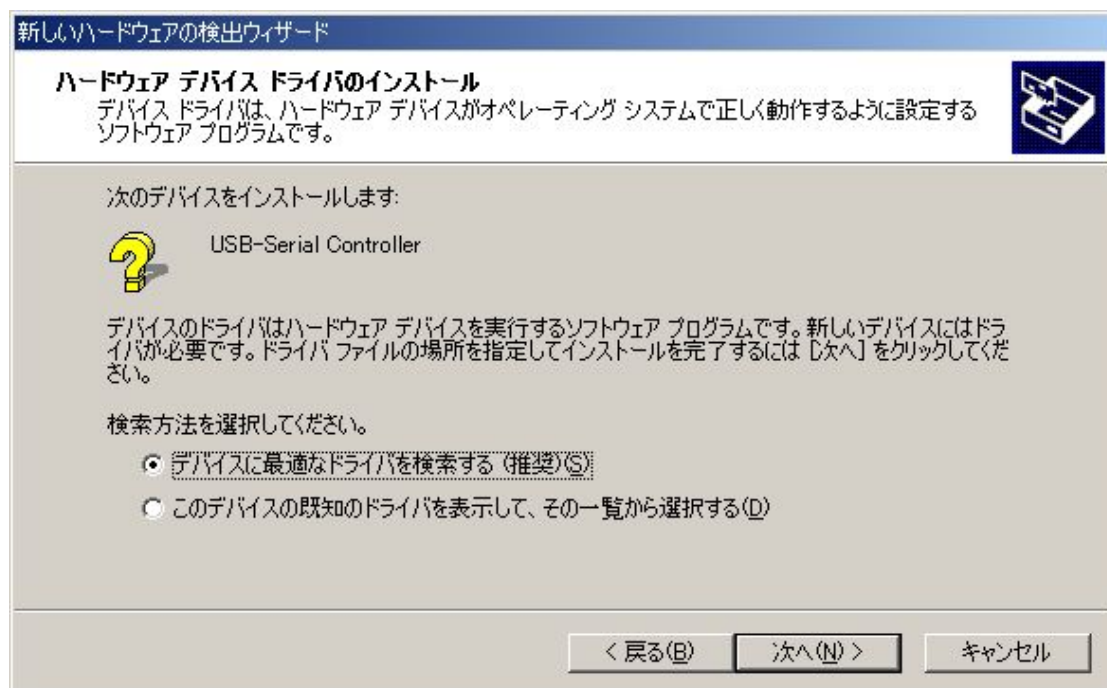 新しいハードウェアの検出ウィザード
ハードウェア デバイス ドライバのインストール
デバイス ドライバは、ハードウェア デバイスがオペレーティング システムで正しく動作するように設定する
ソフトウェア プログラムです。
次のデバイスをインストールします:
USB-Serial Controller
デバイスのドライバはハードウェア デバイスを実行するソフトウェア プログラムです。新しいデバイスにはドラ
イバが必要です。ドライバ ファイルの場所を指定してインストールを完了するには [次へ] をクリックしてくだ
さい。
検索方法を選択してください。
デバイスに最適なドライバを検索する (推奨)(S)
このデバイスの既知のドライバを表示して、その一覧から選択する(D)
< 戻る(B) 次へ(N) > キャンセル